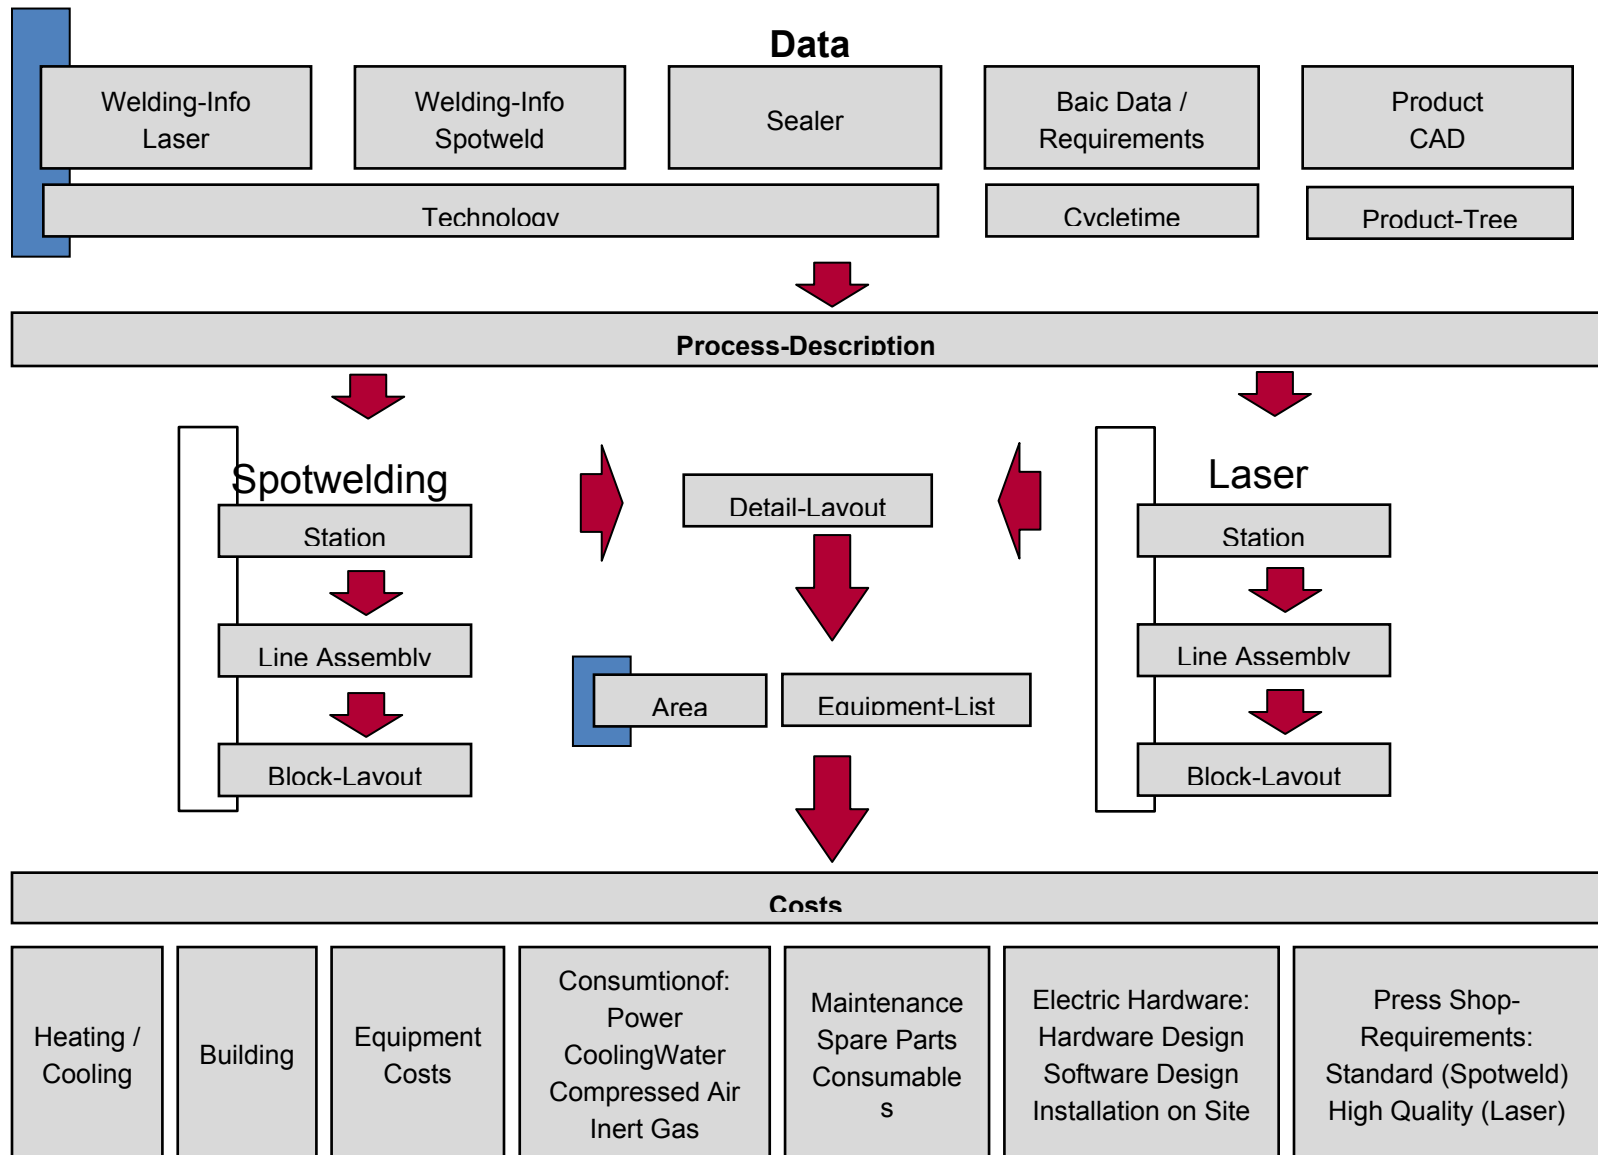 Data
Welding-Info
Laser
Welding-Info
Spotweld
Sealer
Baic Data /
Requirements
Product
CAD
Technology
Cycletime
Product-Tree
Process-Description
Spotwelding
Station
Line Assembly
Block-Layout
Detail-Layout
Area
Equipment-List
Laser
Station
Line Assembly
Block-Layout
Costs
Heating /
Cooling
Building
Equipment
Costs
Consumtionof:
Power
CoolingWater
Compressed Air
Inert Gas
Maintenance
Spare Parts
Consumable
s
Electric Hardware:
Hardware Design
Software Design
Installation on Site
Press Shop-
Requirements:
Standard (Spotweld)
High Quality (Laser)